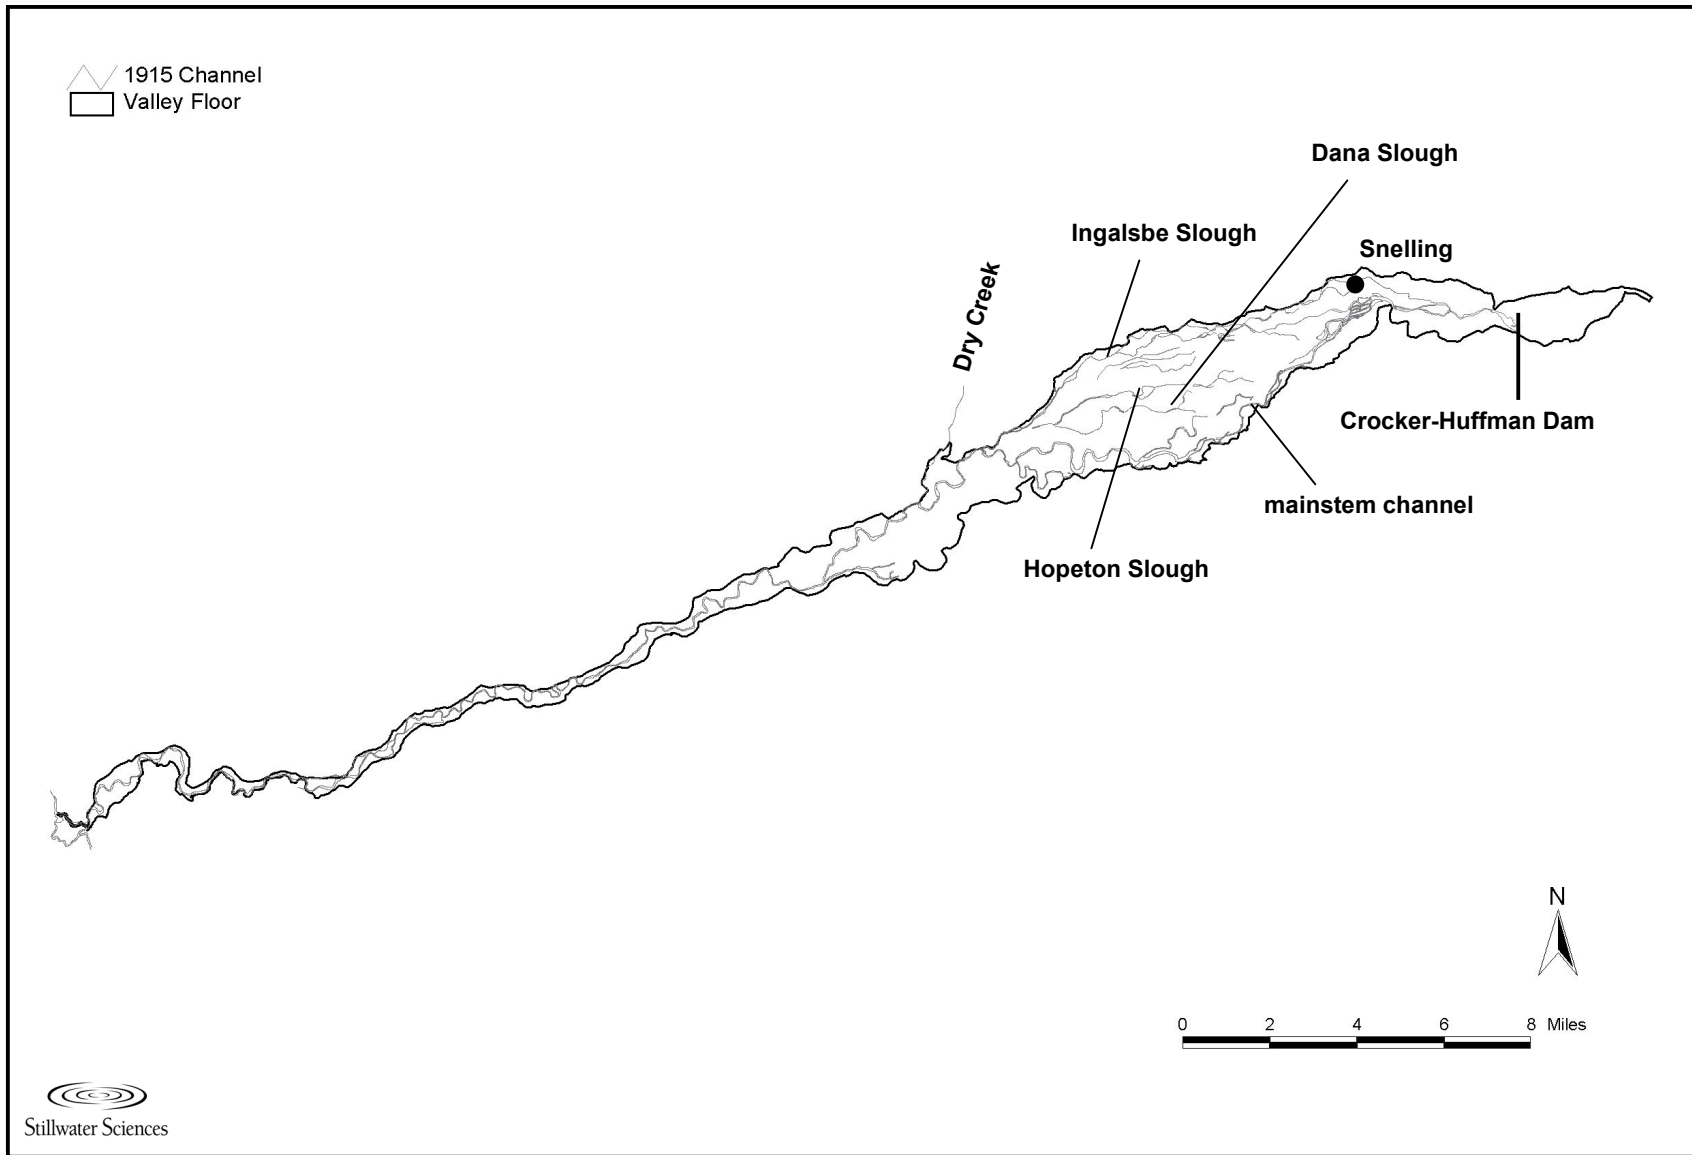 1915 Channel
Valley Floor
Dana Slough
Ingalsbe Slough
Snelling
Dry Creek
Crocker-Huffman Dam
mainstem channel
Hopeton Slough
N
0 2 4 6 8 Miles
Stillwater Sciences